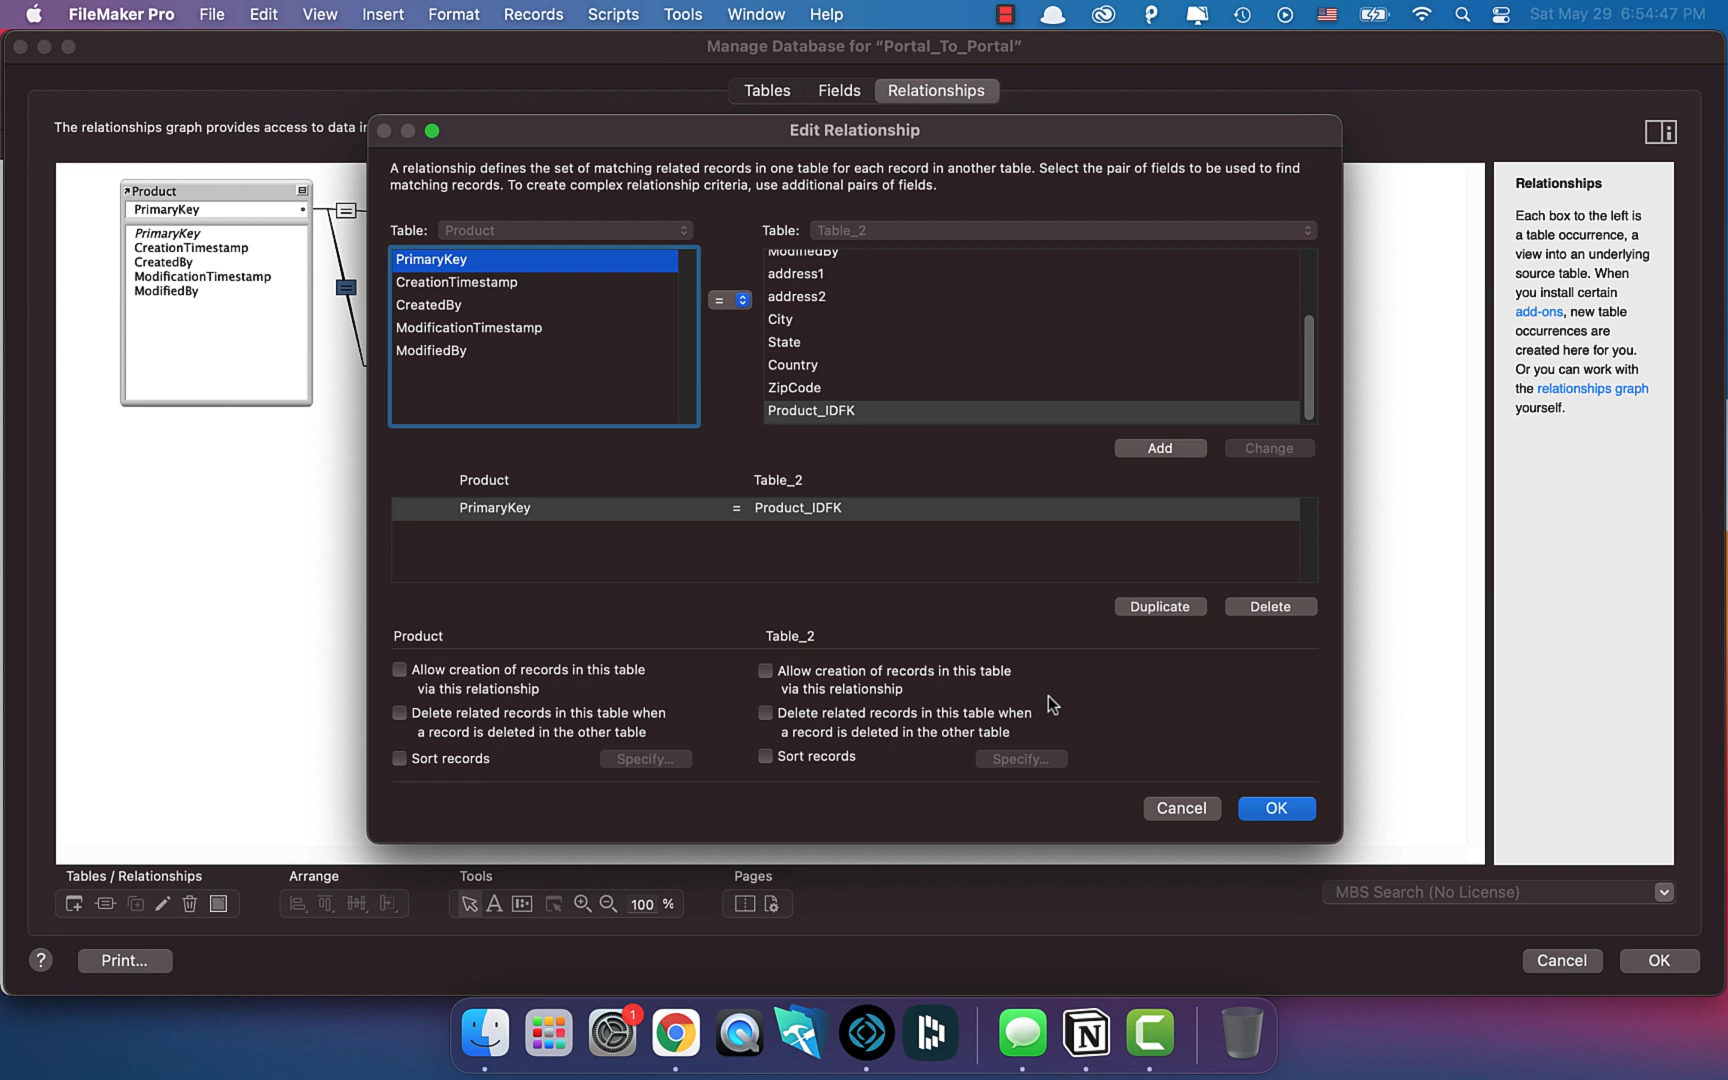 FileMaker Pro File Edit View Insert Format Records Scripts Tools Window Help Sat May 29 6:54:47 PM
Manage Database for “Portal_To_Portal”
Tables Fields Relationships
The relationships graph provides access to data in
Edit Relationship
A relationship defines the set of matching related records in one table for each record in another table. Select the pair of fields to be used to find
matching records. To create complex relationship criteria, use additional pairs of fields.
Product
PrimaryKey
PrimaryKey
CreationTimestamp
CreatedBy
ModificationTimestamp
ModifiedBy
Table: Product
PrimaryKey
CreationTimestamp
CreatedBy
ModificationTimestamp
ModifiedBy
=
Table: Table_2
ModifiedBy
address1
address2
City
State
Country
ZipCode
Product_IDFK
Add Change
Product Table_2
PrimaryKey = Product_IDFK
Duplicate Delete
Product
Allow creation of records in this table
via this relationship
Delete related records in this table when
a record is deleted in the other table
Sort records Specify...
Table_2
Allow creation of records in this table
via this relationship
Delete related records in this table when
a record is deleted in the other table
Sort records Specify...
Cancel OK
Relationships
Each box to the left is
a table occurrence, a
view into an underlying
source table. When
you install certain
add-ons, new table
occurrences are
created here for you.
Or you can work with
the relationships graph
yourself.
Tables / Relationships Arrange Tools Pages
A 100 %
MBS Search (No License)
? Print... Cancel OK
1